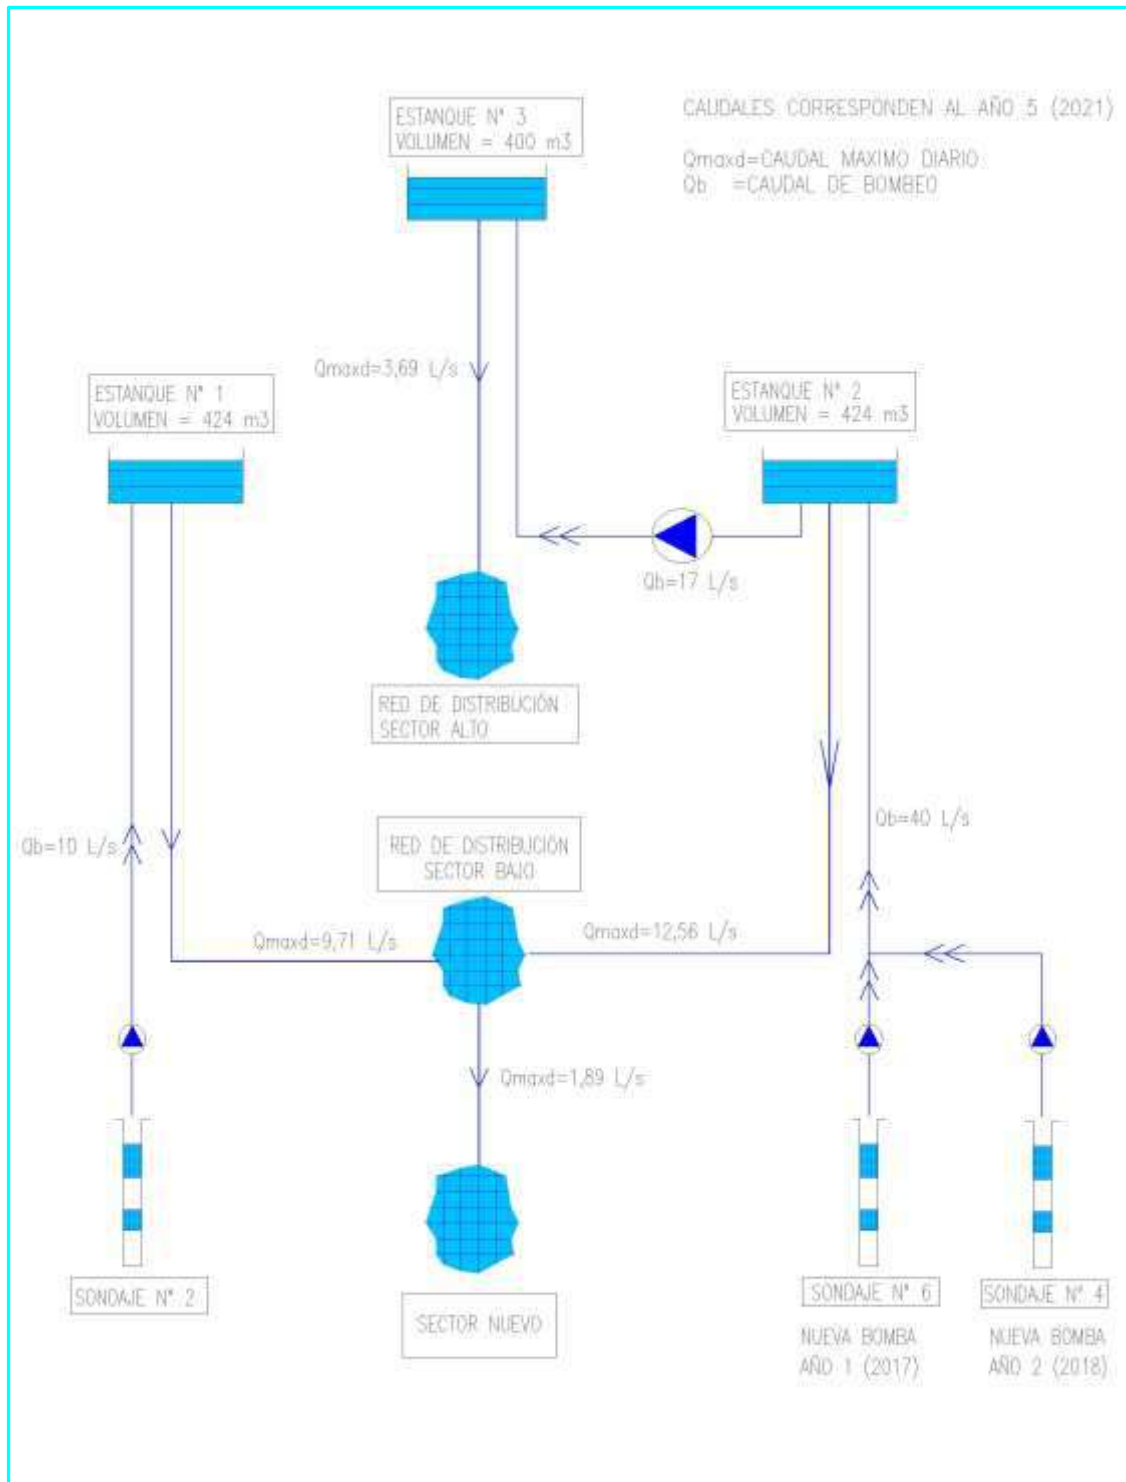 ESTANQUE N° 3
VOLUMEN = 400 m3
CAUDALES CORRESPONDEN AL AÑO 5 (2021)
Qmaxd=CAUDAL MAXIMO DIARIO
Qb =CAUDAL DE BOMBEO
Qmaxd=3,69 L/s
ESTANQUE N° 1
VOLUMEN = 424 m3
ESTANQUE N° 2
VOLUMEN = 424 m3
Qb=17 L/s
RED DE DISTRIBUCIÓN
SECTOR ALTO
Qb=10 L/s
Qb=40 L/s
RED DE DISTRIBUCIÓN
SECTOR BAJO
Qmaxd=9,71 L/s
Qmaxd=12,56 L/s
Qmaxd=1,89 L/s
SONDAJE N° 2
SECTOR NUEVO
SONDAJE N° 6
NUEVA BOMBA
AÑO 1 (2017)
SONDAJE N° 4
NUEVA BOMBA
AÑO 2 (2018)